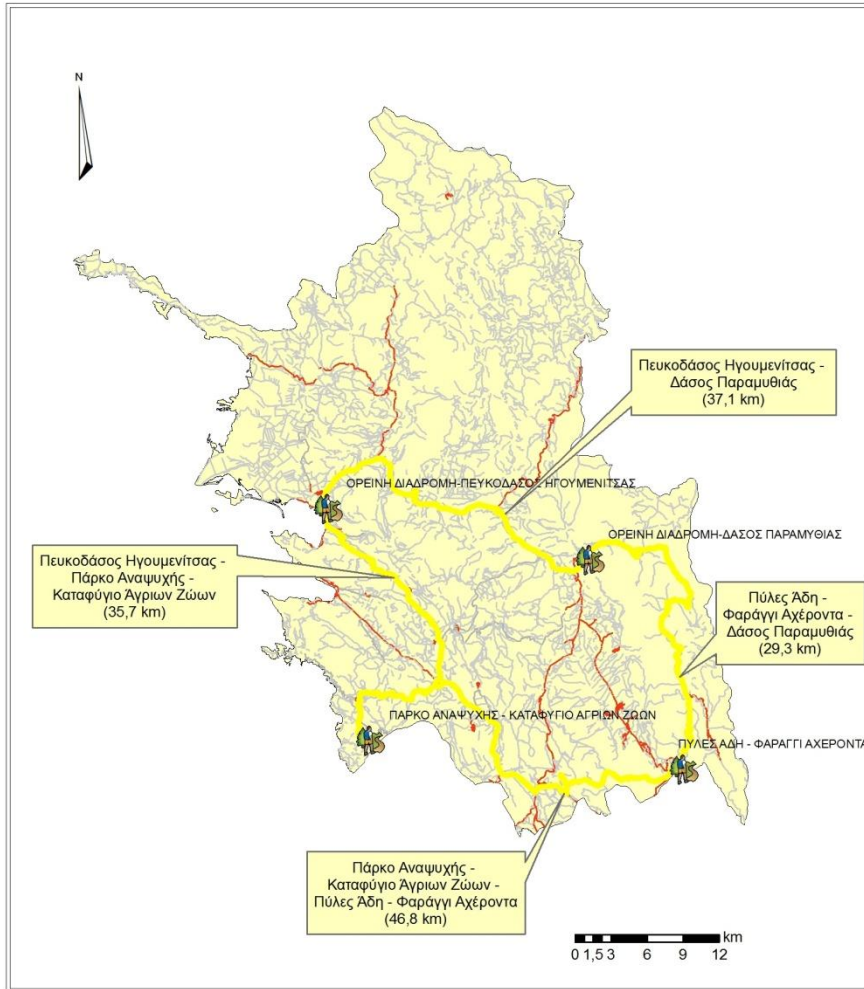 N
Πευκοδάσος Ηγουμενίτσας -
Δάσος Παραμυθιάς
(37,1 km)
ΟΡΕΙΝΗ ΔΙΑΔΡΟΜΗ-ΠΕΥΚΟΔΑΣΟΣ ΗΓΟΥΜΕΝΙΤΣΑΣ
ΟΡΕΙΝΗ ΔΙΑΔΡΟΜΗ-ΔΑΣΟΣ ΠΑΡΑΜΥΘΙΑΣ
Πευκοδάσος Ηγουμενίτσας -
Πάρκο Αναψυχής -
Καταφύγιο Άγριων Ζώων
(35,7 km)
Πύλες Άδη -
Φαράγγι Αχέροντα -
Δάσος Παραμυθιάς
(29,3 km)
ΠΑΡΚΟ ΑΝΑΨΥΧΗΣ - ΚΑΤΑΦΥΓΙΟ ΑΓΡΙΩΝ ΖΩΩΝ
ΠΥΛΕΣ ΑΔΗ - ΦΑΡΑΓΓΙ ΑΧΕΡΟΝΤΑ
Πάρκο Αναψυχής -
Καταφύγιο Άγριων Ζώων -
Πύλες Άδη - Φαράγγι Αχέροντα
(46,8 km)
km
0 1,5 3 6 9 12